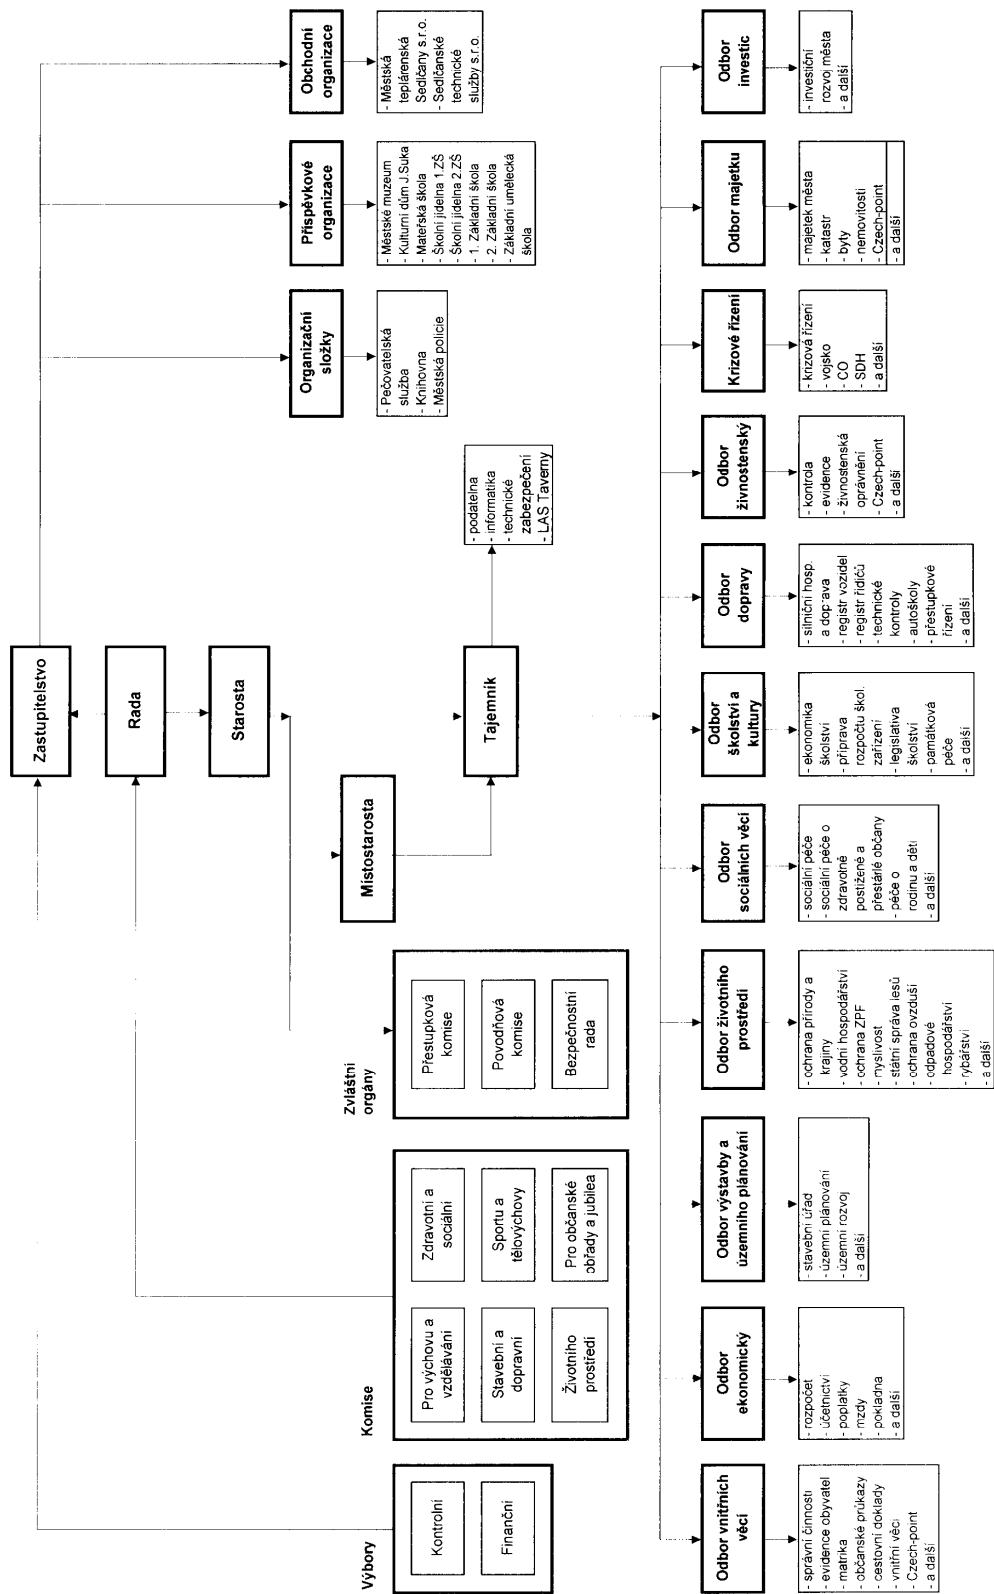 Zastupitelstvo
Rada
Starosta
Místostarosta
Tajemník
- podatelna
- informatika
- technické
zabezpečení
- LAS Taverny
Výbory
Kontrolní
Finanční
Komise
Pro výchovu a
vzdělávání
Zdravotní a
sociální
Stavební a
dopravní
Sportu a
tělovýchovy
Životního
prostředí
Pro občanské
obřady a jubilea
Zvláštní
orgány
Přestupková
komise
Povodňová
komise
Bezpečnostní
rada
Organizační
složky
- Pečovatelská
služba
- Knihovna
- Městská policie
Příspěvkové
organizace
- Městské muzeum
- Kulturní dům J.Suka
- Mateřská škola
- Školní jídelna 1.ZŠ
- Školní jídelna 2.ZŠ
- 1. Základní škola
- 2. Základní škola
- Základní umělecká
škola
Obchodní
organizace
- Městská
teplárenská
Sedlčany s.r.o.
- Sedlčanské
technické
služby s.r.o.
Odbor vnitřních
věcí
- správní činnosti
- evidence obyvatel
- matrika
- občanské průkazy
- cestovní doklady
- vnitřní věci
- Czech-point
- a další
Odbor
ekonomický
- rozpočet
- účetnictví
- poplatky
- mzdy
- pokladna
- a další
Odbor výstavby a
územního plánování
- stavební úřad
- územní plánování
- územní rozvoj
- a další
Odbor životního
prostředí
- ochrana přírody a
krajiny
- vodní hospodářství
- ochrana ZPF
- myslivost
- státní správa lesů
- ochrana ovzduší
- odpadové
hospodářství
- rybářství
- a další
Odbor
sociálních věcí
- sociální péče
- sociální péče o
zdravotně
postižené a
přestárlé občany
- péče o
rodinu a děti
- a další
Odbor
školství a
kultury
- ekonomika
školství
- příprava
rozpočtu škol.
zařízení
- legislativa
školství
- památková
péče
- a další
Odbor
dopravy
- silniční hosp.
a doprava
- registr vozidel
- registr řidičů
- technické
kontroly
- autoškoly
- přestupkové
řízení
- a další
Odbor
živnostenský
- kontrola
- evidence
- živnostenská
oprávnění
- Czech-point
- a další
Krizové řízení
- krizová řízení
- vojsko
- CO
- SDH
- a další
Odbor majetku
- majetek města
- katastr
- byty
- nemovitosti
- Czech-point
- a další
Odbor
investic
- investiční
rozvoj města
- a další